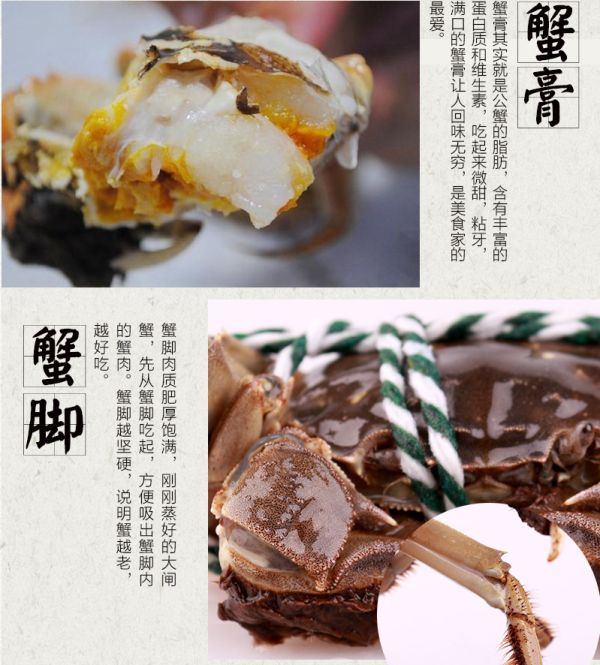 蟹膏
蟹膏其实就是公蟹的脂肪，含有丰富的
蛋白质和维生素，吃起来微甜，粘牙，
满口的蟹膏让人回味无穷，是美食家的
最爱。
蟹脚
蟹脚肉质肥厚饱满，刚刚蒸好的大闸
蟹，先从蟹脚吃起，方便吸出蟹脚内
的蟹肉。蟹脚越坚硬，说明蟹越老，
越好吃。